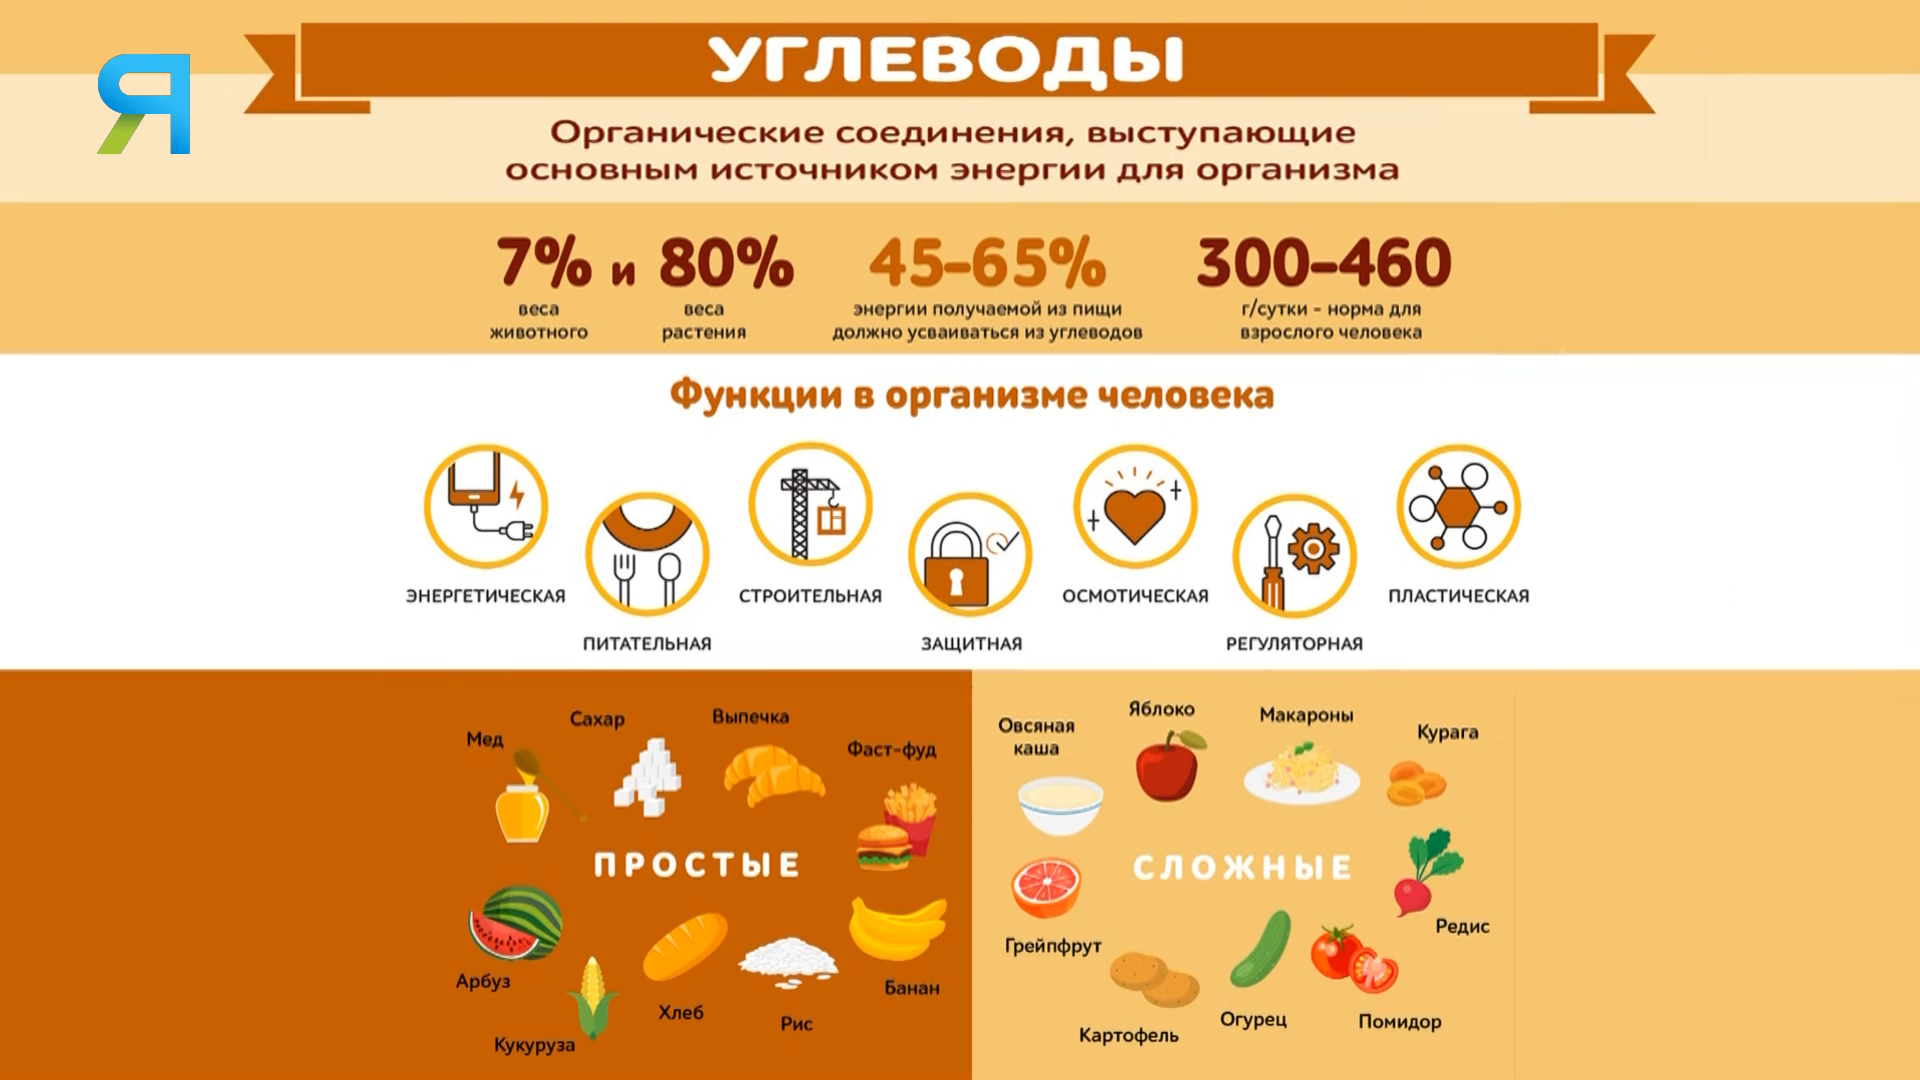 Я
УГЛЕВОДЫ
Органические соединения, выступающие
основным источником энергии для организма
7% и 80%
веса
животного
веса
растения
45–65%
энергии получаемой из пищи
должно усваиваться из углеводов
300–460
г/сутки - норма для
взрослого человека
Функции в организме человека
ЭНЕРГЕТИЧЕСКАЯ
ПИТАТЕЛЬНАЯ
СТРОИТЕЛЬНАЯ
ЗАЩИТНАЯ
ОСМОТИЧЕСКАЯ
РЕГУЛЯТОРНАЯ
ПЛАСТИЧЕСКАЯ
Мед
Сахар
Выпечка
Фаст-фуд
ПРОСТЫЕ
Арбуз
Кукуруза
Хлеб
Рис
Банан
Овсяная
каша
Яблоко
Макароны
Курага
СЛОЖНЫЕ
Грейпфрут
Картофель
Огурец
Помидор
Редис